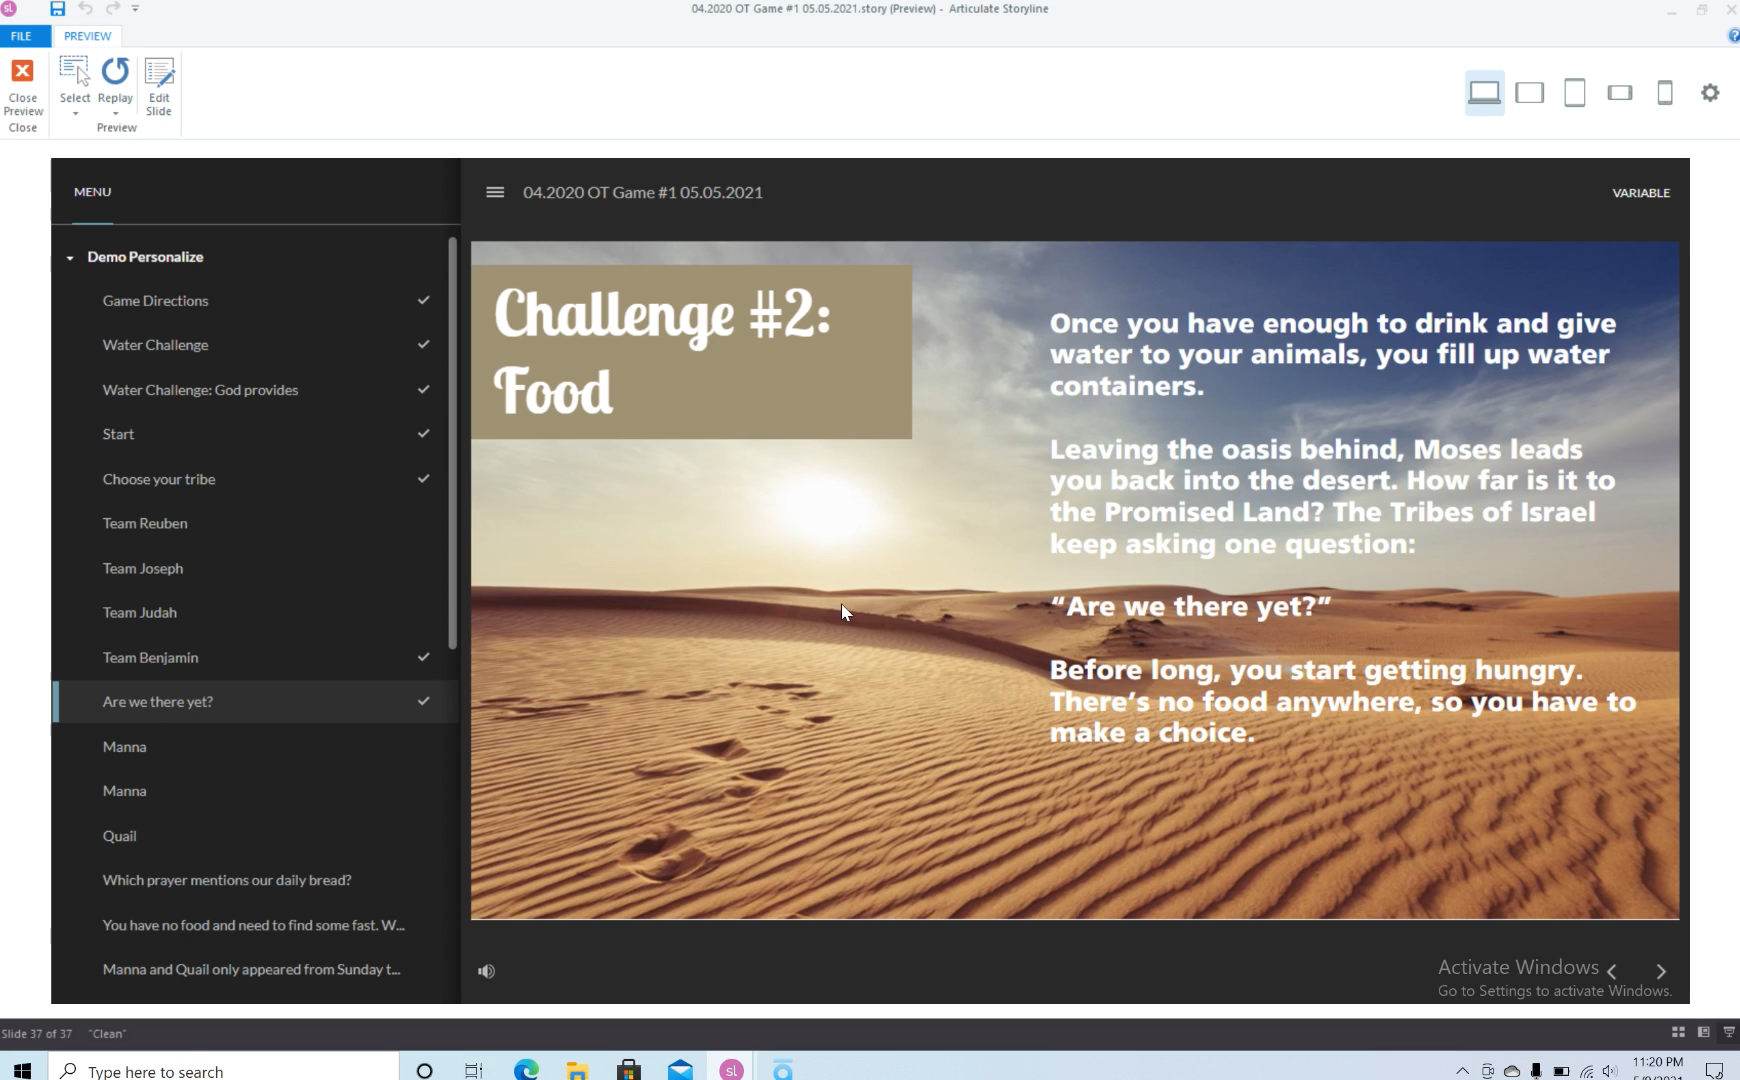 sl
04.2020 OT Game #1 05.05.2021.story (Preview) - Articulate Storyline
FILE
PREVIEW
?
Close
Preview
Select
Replay
Edit
Slide
Close
Preview
MENU
04.2020 OT Game #1 05.05.2021
VARIABLE
Demo Personalize
Game Directions
Water Challenge
Water Challenge: God provides
Start
Choose your tribe
Team Reuben
Team Joseph
Team Judah
Team Benjamin
Are we there yet?
Manna
Manna
Quail
Which prayer mentions our daily bread?
You have no food and need to find some fast. W...
Manna and Quail only appeared from Sunday t...
Challenge #2:
Food
Once you have enough to drink and give
water to your animals, you fill up water
containers.
Leaving the oasis behind, Moses leads
you back into the desert. How far is it to
the Promised Land? The Tribes of Israel
keep asking one question:
“Are we there yet?”
Before long, you start getting hungry.
There’s no food anywhere, so you have to
make a choice.
Activate Windows
Go to Settings to activate Windows.
Slide 37 of 37
"Clean"
Type here to search
sl
11:20 PM